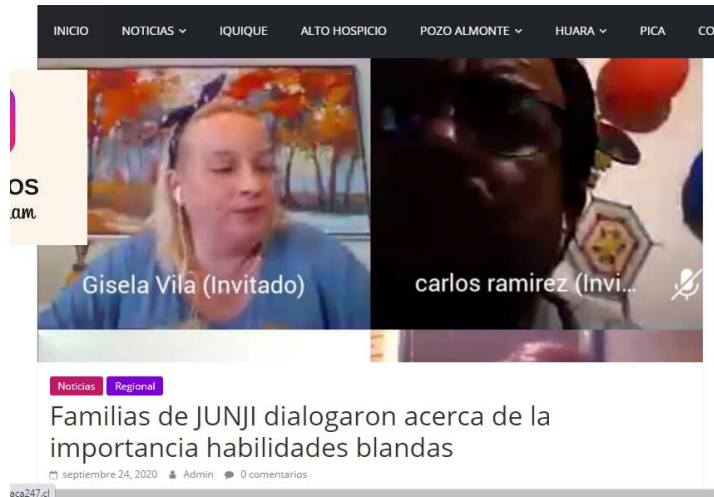 INICIO NOTICIAS IQUIQUE ALTO HOSPICIO POZO ALMONTE HUARA PICA CO
OS
am
Gisela Vila (Invitado)
carlos ramirez (Invi...
Noticias Regional
Familias de JUNJI dialogaron acerca de la
importancia habilidades blandas
septiembre 24, 2020 Admin 0 comentarios
aca247.cl